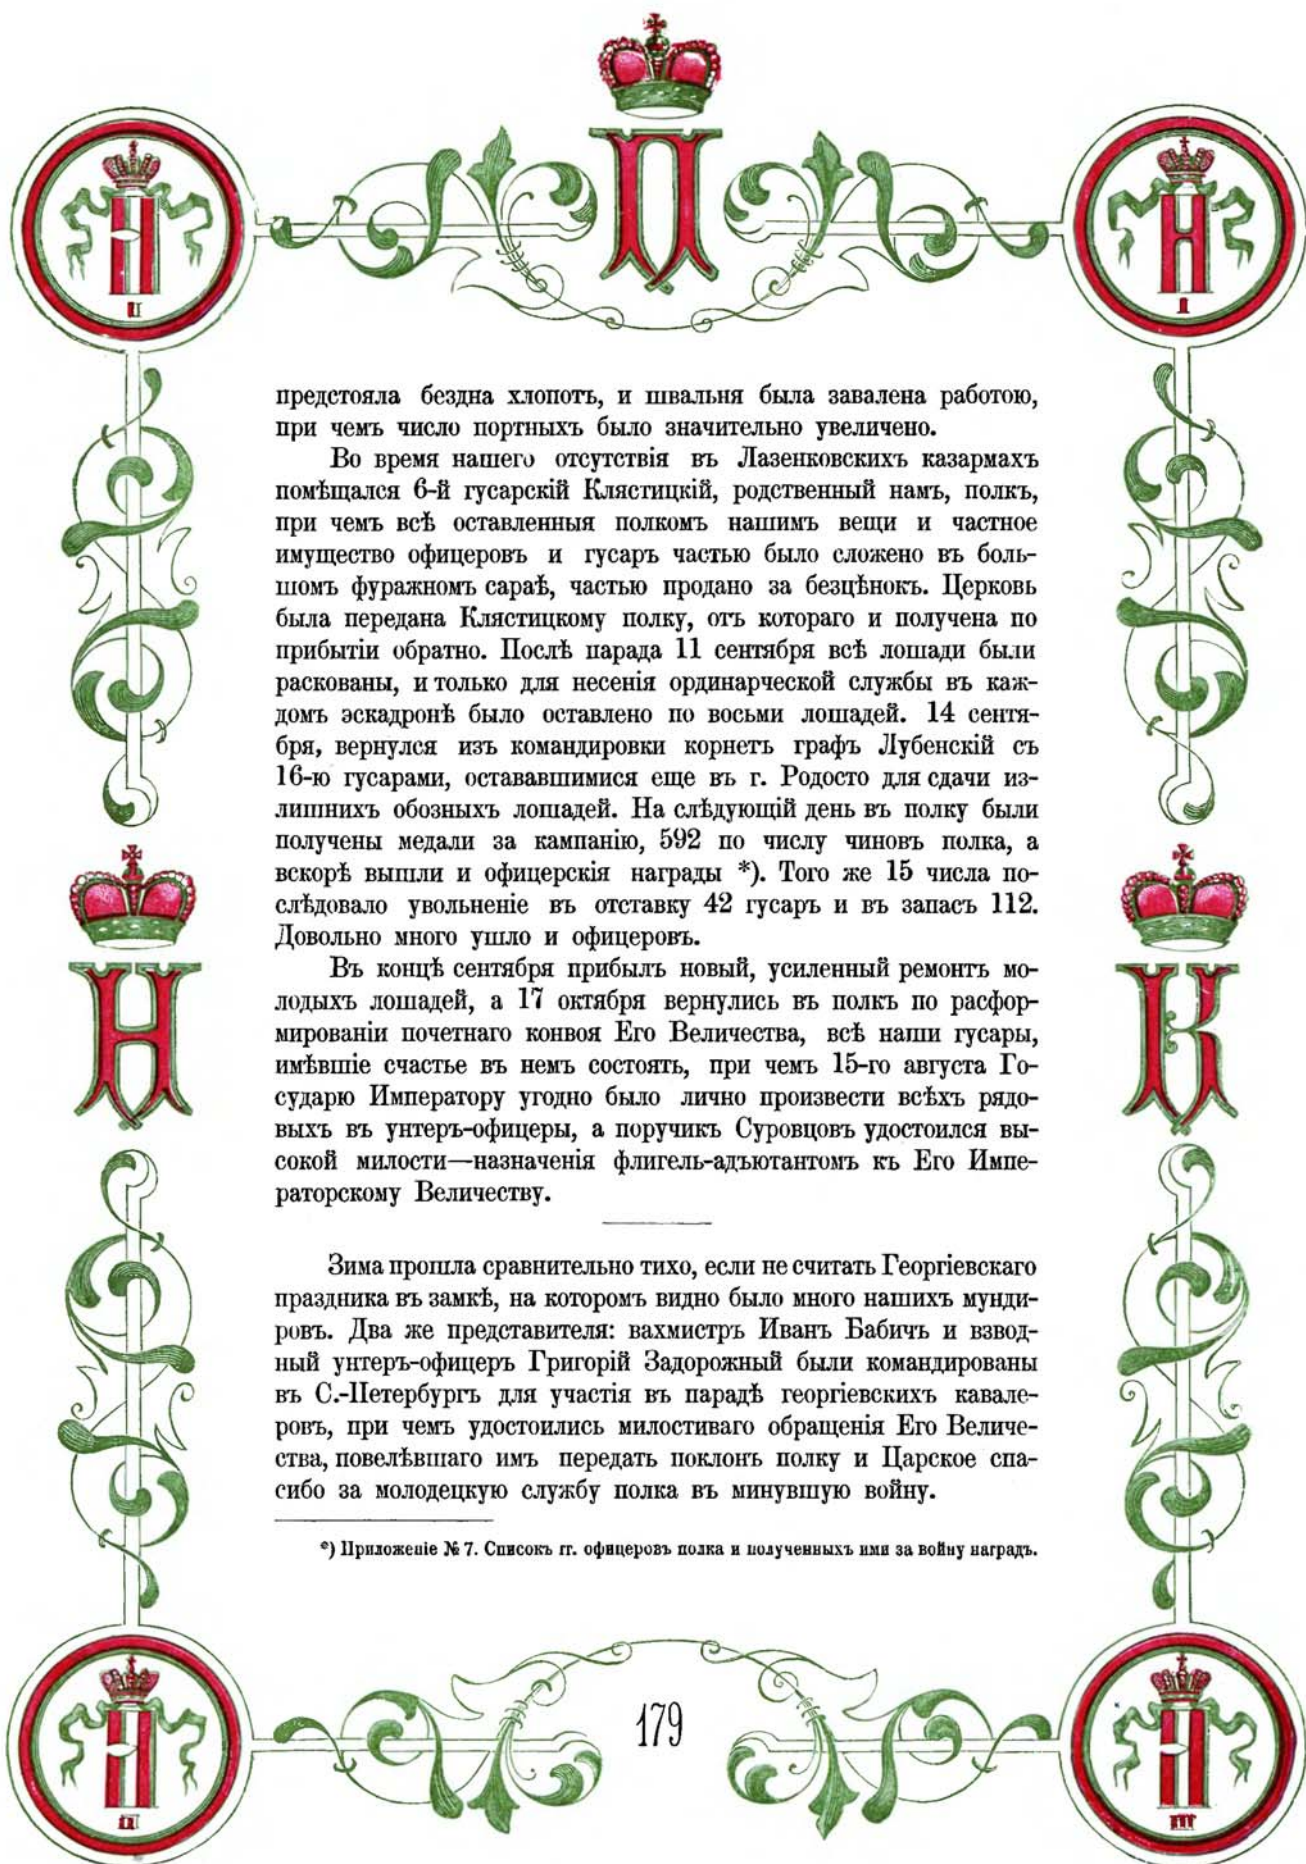 П
II
Н
I
предстояла бездна хлопотъ, и швальня была завалена работою,
при чемъ число портныхъ было значительно увеличено.
Во время нашего отсутствія въ Лазенковскихъ казармахъ
помѣщался 6-й гусарскій Клястицкій, родственный намъ, полкъ,
при чемъ всѣ оставленныя полкомъ нашимъ вещи и частное
имущество офицеровъ и гусаръ частью было сложено въ боль-
шомъ фуражномъ сараѣ, частью продано за безцѣнокъ. Церковь
была передана Клястицкому полку, отъ котораго и получена по
прибытіи обратно. Послѣ парада 11 сентября всѣ лошади были
раскованы, и только для несенія ординарческой службы въ каж-
домъ эскадронѣ было оставлено по восьми лошадей. 14 сентя-
бря, вернулся изъ командировки корнетъ графъ Лубенскій съ
16-ю гусарами, остававшимися еще въ г. Родосто для сдачи из-
лишнихъ обозныхъ лошадей. На слѣдующій день въ полку были
получены медали за кампанію, 592 по числу чиновъ полка, а
вскорѣ вышли и офицерскія награды *). Того же 15 числа по-
слѣдовало увольненіе въ отставку 42 гусаръ и въ запасъ 112.
Довольно много ушло и офицеровъ.
Въ концѣ сентября прибылъ новый, усиленный ремонтъ мо-
лодыхъ лошадей, а 17 октября вернулись въ полкъ по расфор-
мированіи почетнаго конвоя Его Величества, всѣ наши гусары,
имѣвшіе счастье въ немъ состоять, при чемъ 15-го августа Го-
сударю Императору угодно было лично произвести всѣхъ рядо-
выхъ въ унтеръ-офицеры, а поручикъ Суровцовъ удостоился вы-
сокой милости—назначенія флигель-адъютантомъ къ Его Импе-
раторскому Величеству.
Зима прошла сравнительно тихо, если не считать Георгіевскаго
праздника въ замкѣ, на которомъ видно было много нашихъ мунди-
ровъ. Два же представителя: вахмистръ Иванъ Бабичъ и взвод-
ный унтеръ-офицеръ Григорій Задорожный были командированы
въ С.-Петербургъ для участія въ парадѣ георгіевскихъ кавале-
ровъ, при чемъ удостоились милостиваго обращенія Его Величе-
ства, повелѣвшаго имъ передать поклонъ полку и Царское спа-
сибо за молодецкую службу полка въ минувшую войну.
*) Приложеніе № 7. Списокъ гг. офицеровъ полка и полученныхъ ими за войну наградъ.
Н
К
179
II
III